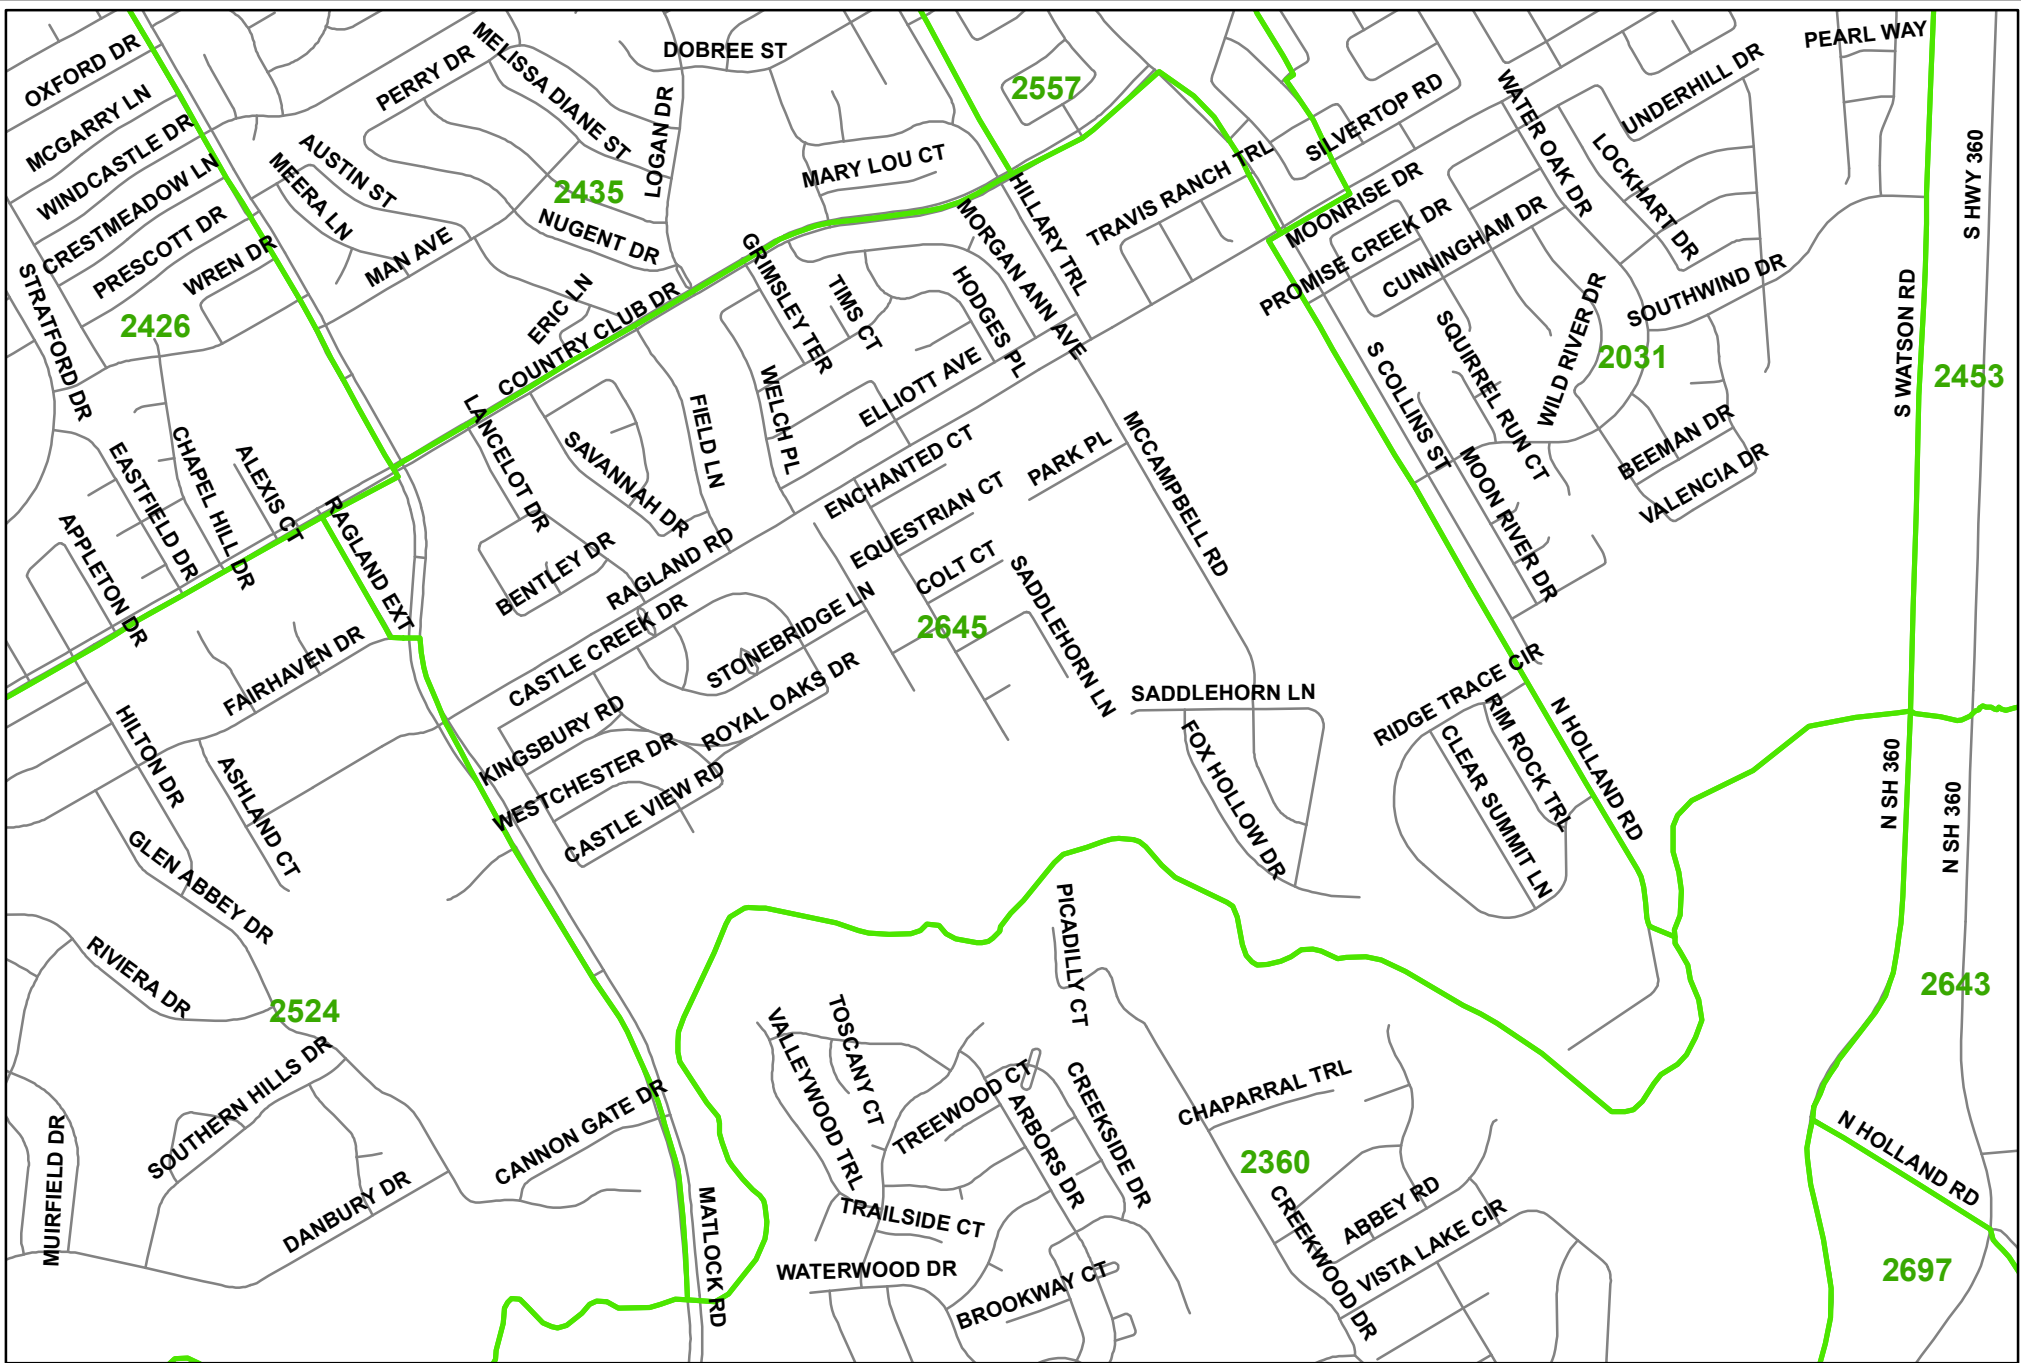 OXFORD DR
MCGARRY LN
WINDCASTLE DR
CRESTMEADOW LN
PRESCOTT DR
WREN DR
STRATFORD DR
2426
PERRY DR
MELISSA DIANE ST
DOBREE ST
LOGAN DR
AUSTIN ST
MEERA LN
MAN AVE
2435
NUGENT DR
ERIC LN
COUNTRY CLUB DR
MARY LOU CT
2557
HILLARY TRL
MORGAN ANN AVE
GRIMSLEY TER
TIMS CT
HODGES PL
WELCH PL
ELLIOTT AVE
TRAVIS RANCH TRL
SILVERTOP RD
MOONRISE DR
PROMISE CREEK DR
CUNNINGHAM DR
WATER OAK DR
LOCKHART DR
UNDERHILL DR
PEARL WAY
S HWY 360
S WATSON RD
2453
SOUTHWIND DR
WILD RIVER DR
2031
SQUIRREL RUN CT
S COLLINS ST
MOON RIVER DR
BEEMAN DR
VALENCIA DR
EASTFIELD DR
CHAPEL HILL DR
ALEXIS CT
APPLETON DR
RAGLAND EXT
LANCELOT DR
SAVANNAH DR
FIELD LN
BENTLEY DR
RAGLAND RD
ENCHANTED CT
EQUESTRIAN CT
PARK PL
COLT CT
MCCAMPBELL RD
SADDLEHORN LN
2645
CASTLE CREEK DR
STONEBRIDGE LN
ROYAL OAKS DR
KINGSBURY RD
WESTCHESTER DR
CASTLE VIEW RD
FAIRHAVEN DR
HILTON DR
ASHLAND CT
GLEN ABBEY DR
RIVIERA DR
2524
SOUTHERN HILLS DR
MUIRFIELD DR
DANBURY DR
CANNON GATE DR
MATLOCK RD
SADDLEHORN LN
FOX HOLLOW DR
RIDGE TRACE CIR
RIM ROCK TRL
CLEAR SUMMIT LN
N HOLLAND RD
N SH 360
N SH 360
2643
PICADILLY CT
VALLEYWOOD TRL
TOSCANY CT
TREEWOOD CT
ARBORS DR
CREEKSIDE DR
TRAILSIDE CT
WATERWOOD DR
BROOKWAY CT
CHAPARRAL TRL
2360
CREEKWOOD DR
ABBEY RD
VISTA LAKE CIR
N HOLLAND RD
2697